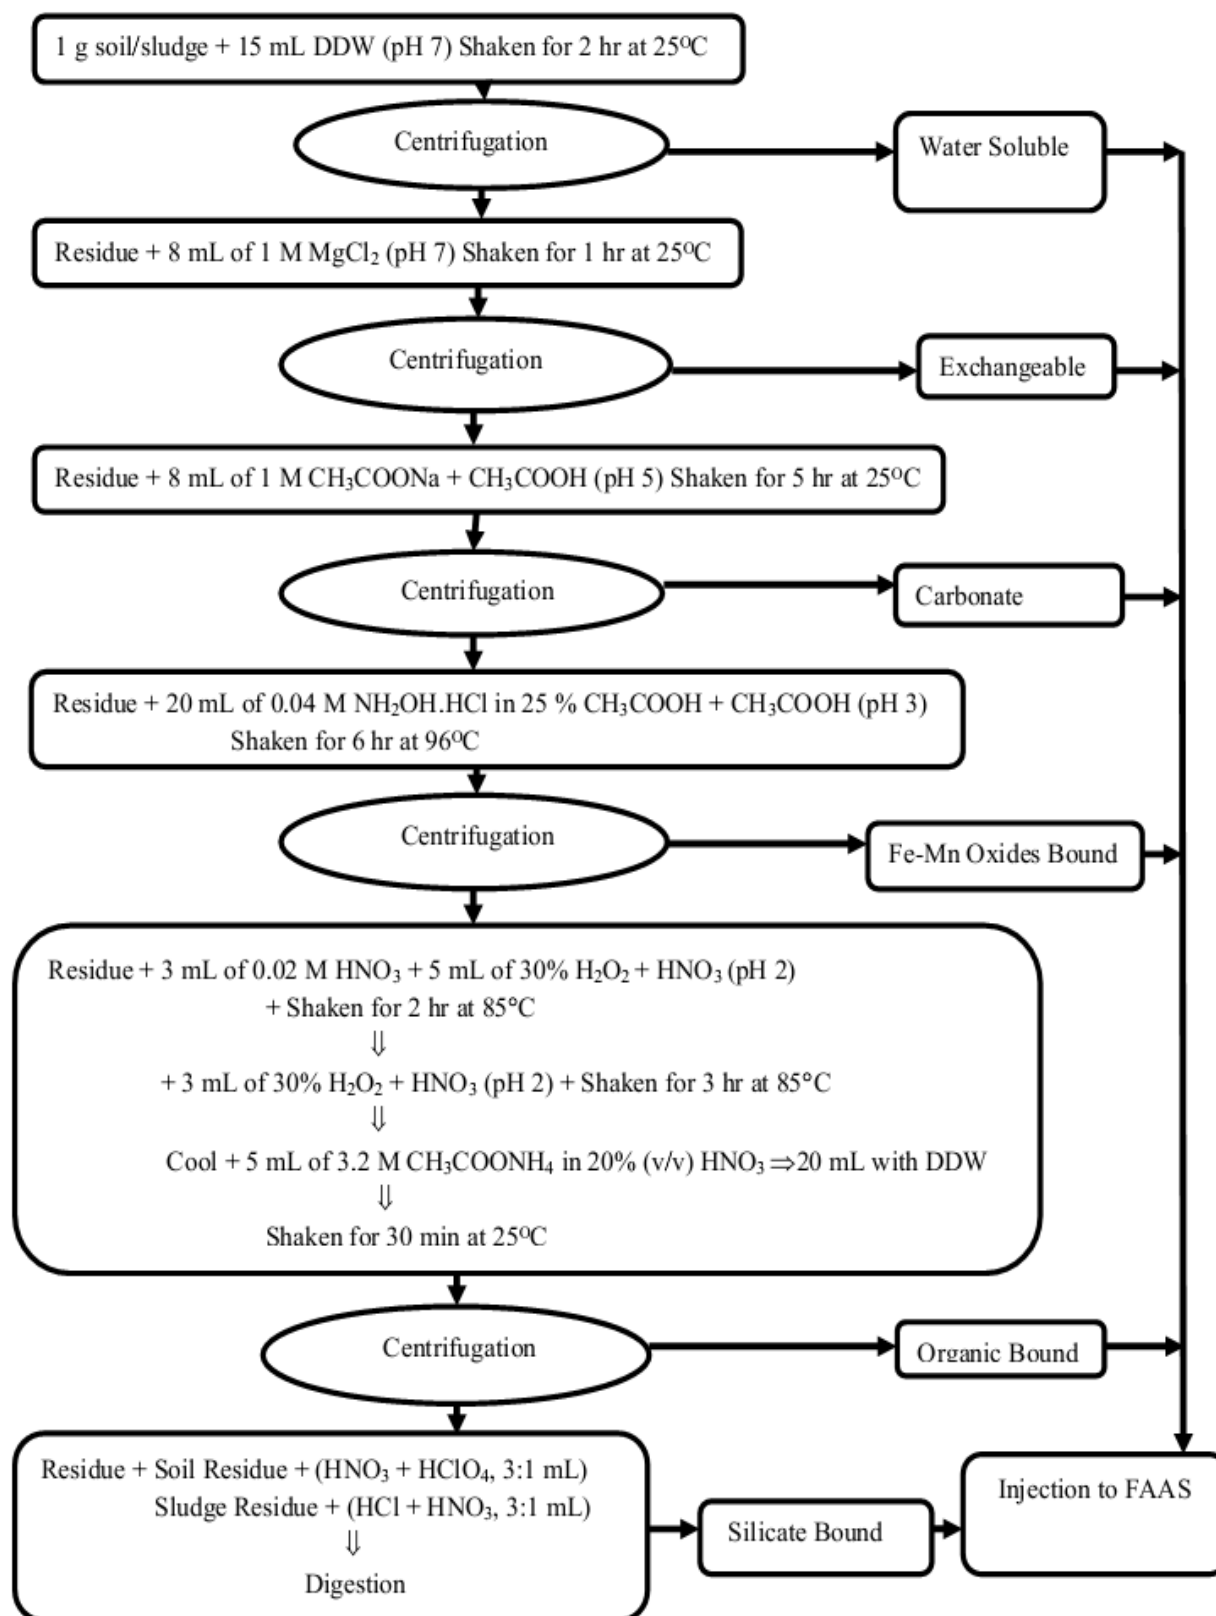 1 g soil/sludge + 15 mL DDW (pH 7) Shaken for 2 hr at 25⁰C
Centrifugation
Water Soluble
Residue + 8 mL of 1 M MgCl₂ (pH 7) Shaken for 1 hr at 25⁰C
Centrifugation
Exchangeable
Residue + 8 mL of 1 M CH₃COONa + CH₃COOH (pH 5) Shaken for 5 hr at 25⁰C
Centrifugation
Carbonate
Residue + 20 mL of 0.04 M NH₂OH.HCl in 25 % CH₃COOH + CH₃COOH (pH 3)
Shaken for 6 hr at 96⁰C
Centrifugation
Fe-Mn Oxides Bound
Residue + 3 mL of 0.02 M HNO₃ + 5 mL of 30% H₂O₂ + HNO₃ (pH 2)
+ Shaken for 2 hr at 85°C
⇓
+ 3 mL of 30% H₂O₂ + HNO₃ (pH 2) + Shaken for 3 hr at 85°C
⇓
Cool + 5 mL of 3.2 M CH₃COONH₄ in 20% (v/v) HNO₃ ⇒20 mL with DDW
⇓
Shaken for 30 min at 25⁰C
Centrifugation
Organic Bound
Residue + Soil Residue + (HNO₃ + HClO₄, 3:1 mL)
Sludge Residue + (HCl + HNO₃, 3:1 mL)
⇓
Digestion
Silicate Bound
Injection to FAAS